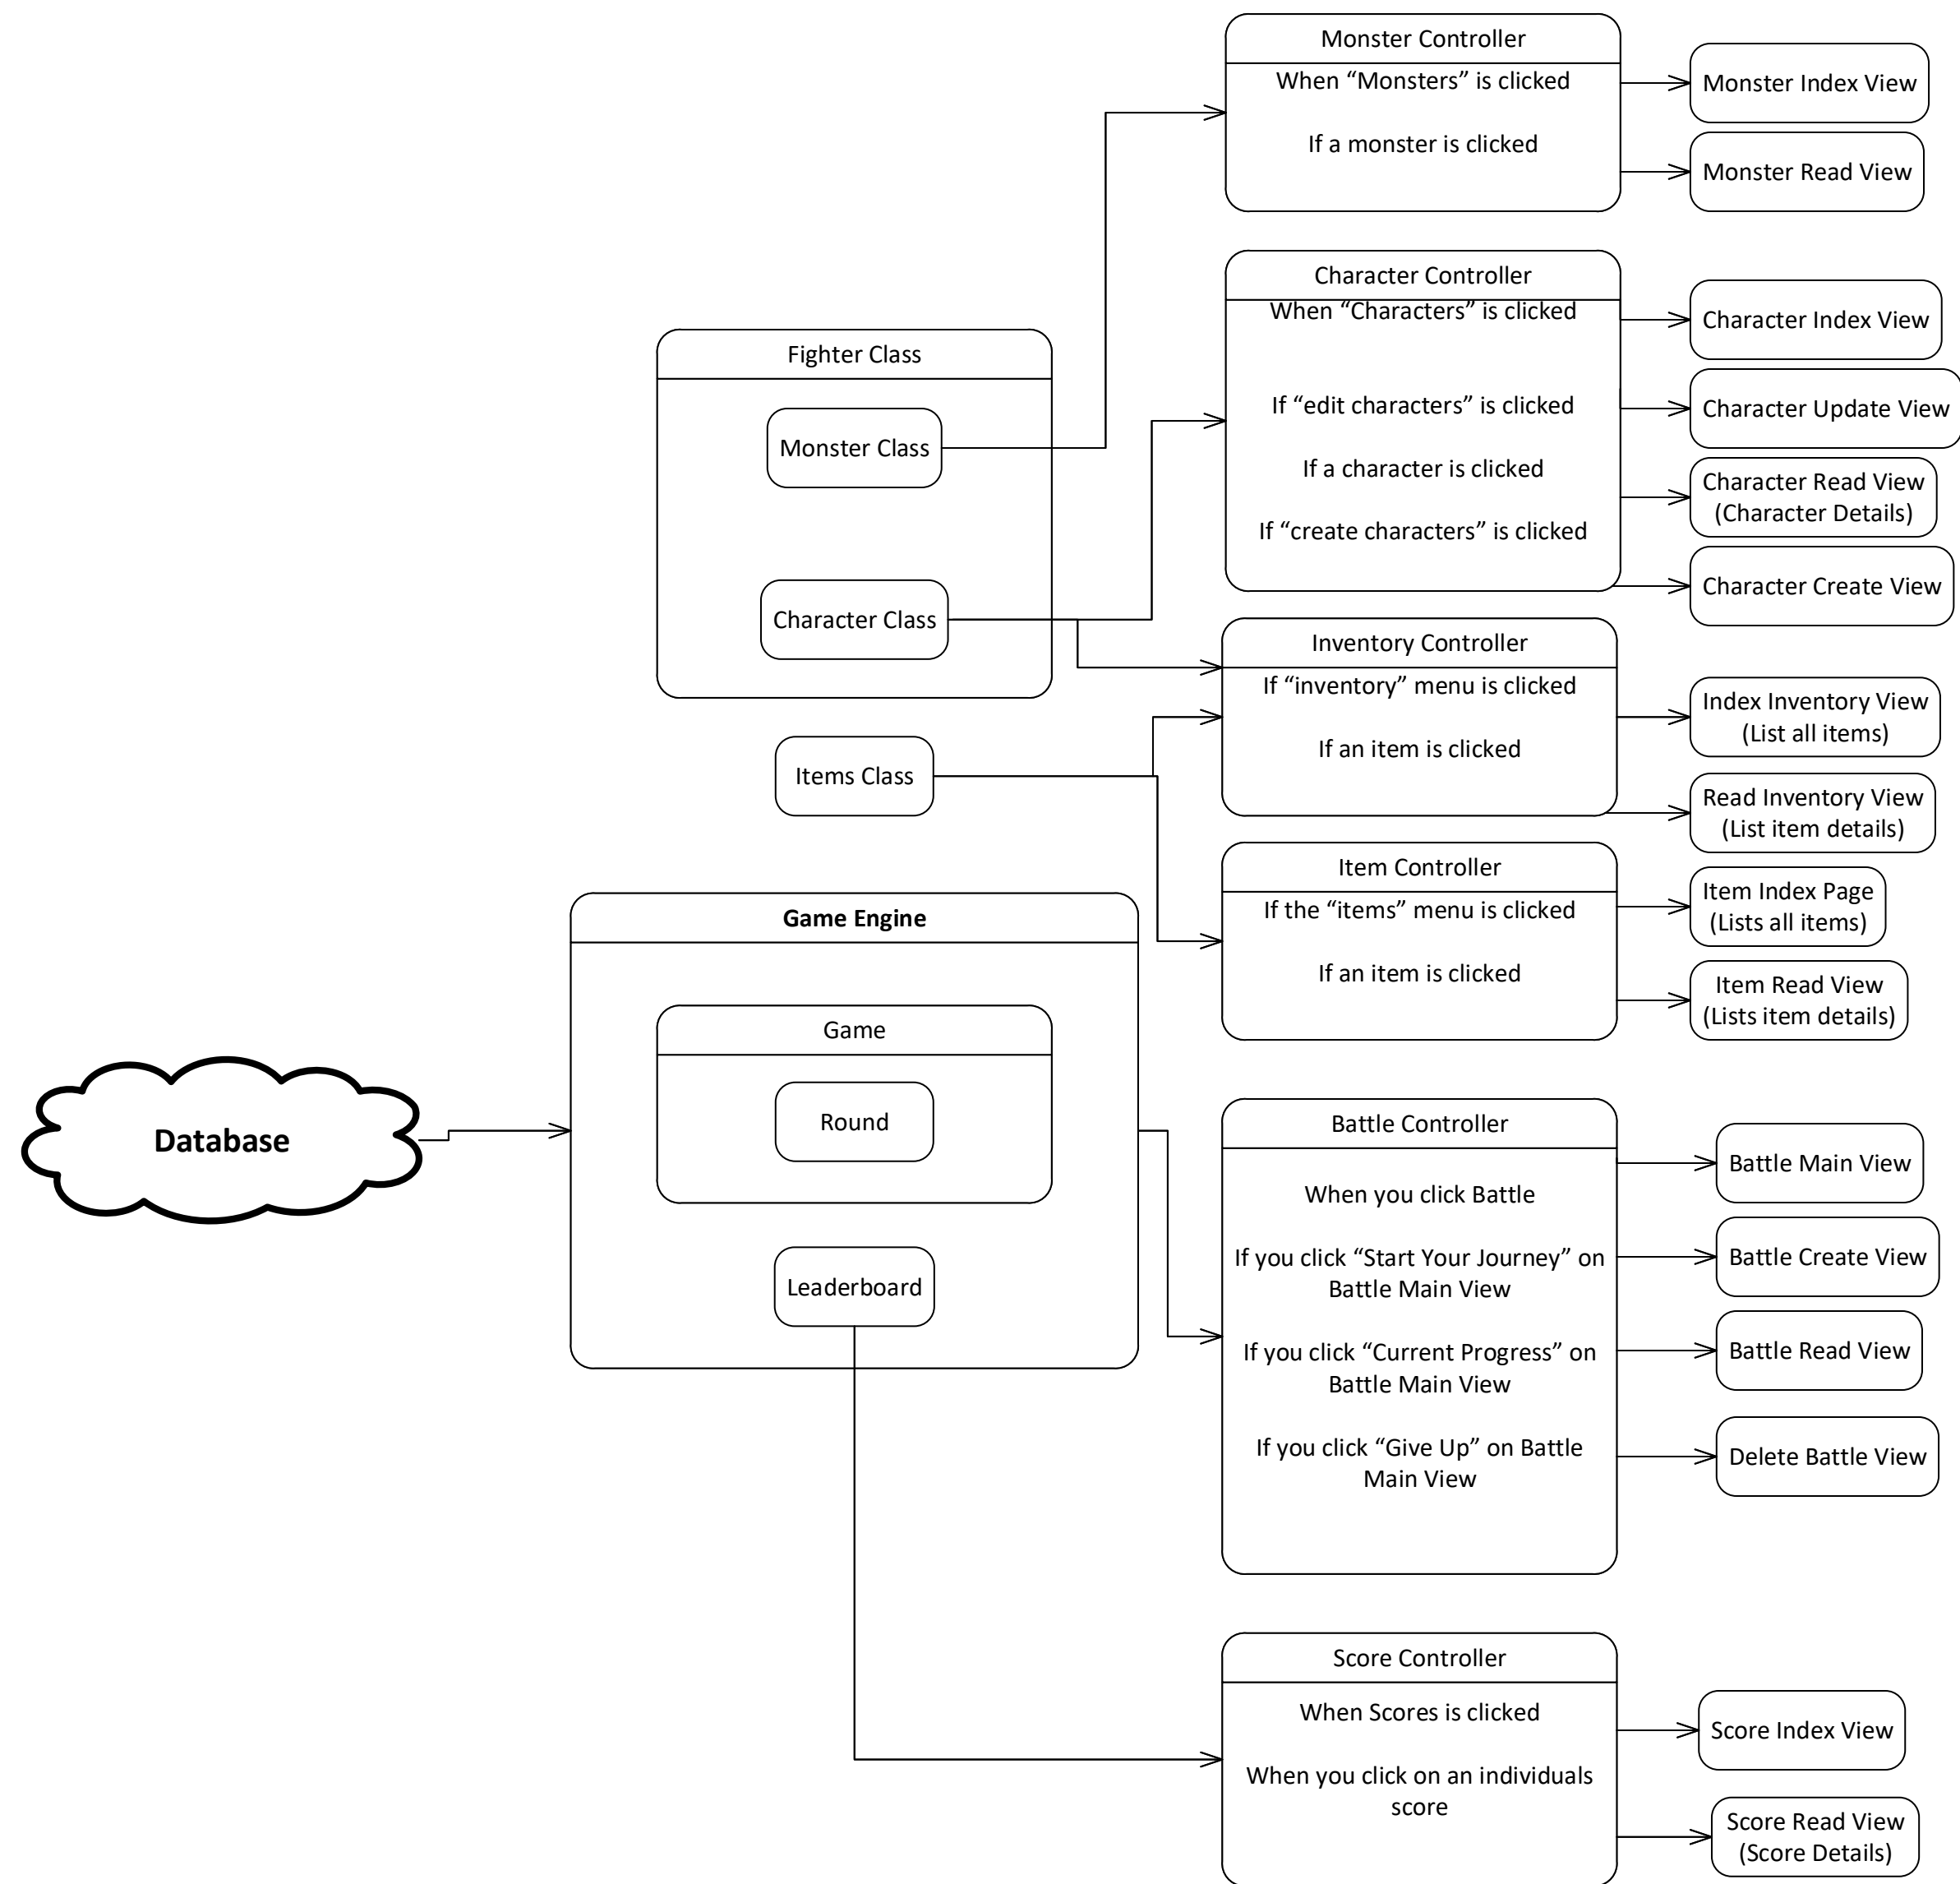 Monster Controller
When “Monsters” is clicked
If a monster is clicked
Monster Index View
Monster Read View
Character Controller
When “Characters” is clicked
If “edit characters” is clicked
If a character is clicked
If “create characters” is clicked
Character Index View
Character Update View
Character Read View
(Character Details)
Character Create View
Fighter Class
Monster Class
Character Class
Items Class
Inventory Controller
If “inventory” menu is clicked
If an item is clicked
Index Inventory View
(List all items)
Read Inventory View
(List item details)
Item Controller
If the “items” menu is clicked
If an item is clicked
Item Index Page
(Lists all items)
Item Read View
(Lists item details)
Database
Game Engine
Game
Round
Leaderboard
Battle Controller
When you click Battle
If you click “Start Your Journey” on
Battle Main View
If you click “Current Progress” on
Battle Main View
If you click “Give Up” on Battle
Main View
Battle Main View
Battle Create View
Battle Read View
Delete Battle View
Score Controller
When Scores is clicked
When you click on an individuals
score
Score Index View
Score Read View
(Score Details)